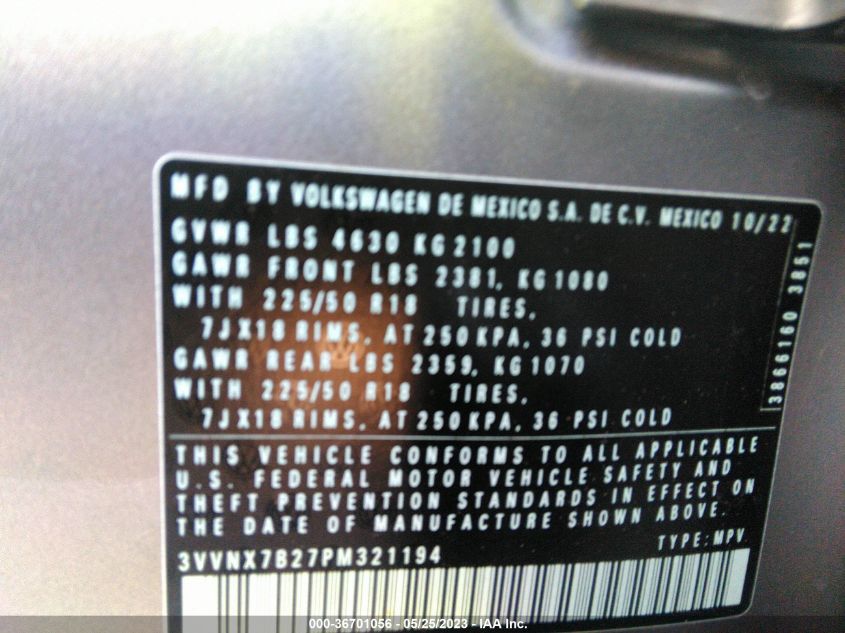 MFD BY VOLKSWAGEN DE MEXICO S.A. DE C.V. MEXICO 10/22
GVWR LBS 4630 KG 2100
GAWR FRONT LBS 2381, KG 1080
WITH 225/50 R18 TIRES,
7JX18 RIMS, AT 250 KPA, 36 PSI COLD
GAWR REAR LBS 2359, KG 1070
WITH 225/50 R18 TIRES,
7JX18 RIMS, AT 250 KPA, 36 PSI COLD
3866160 3851
THIS VEHICLE CONFORMS TO ALL APPLICABLE
U.S. FEDERAL MOTOR VEHICLE SAFETY AND
THEFT PREVENTION STANDARDS IN EFFECT ON
THE DATE OF MANUFACTURE SHOWN ABOVE.
TYPE: MPV
3VVNX7B27PM321194
000-36701056 - 05/25/2023 - IAA Inc.